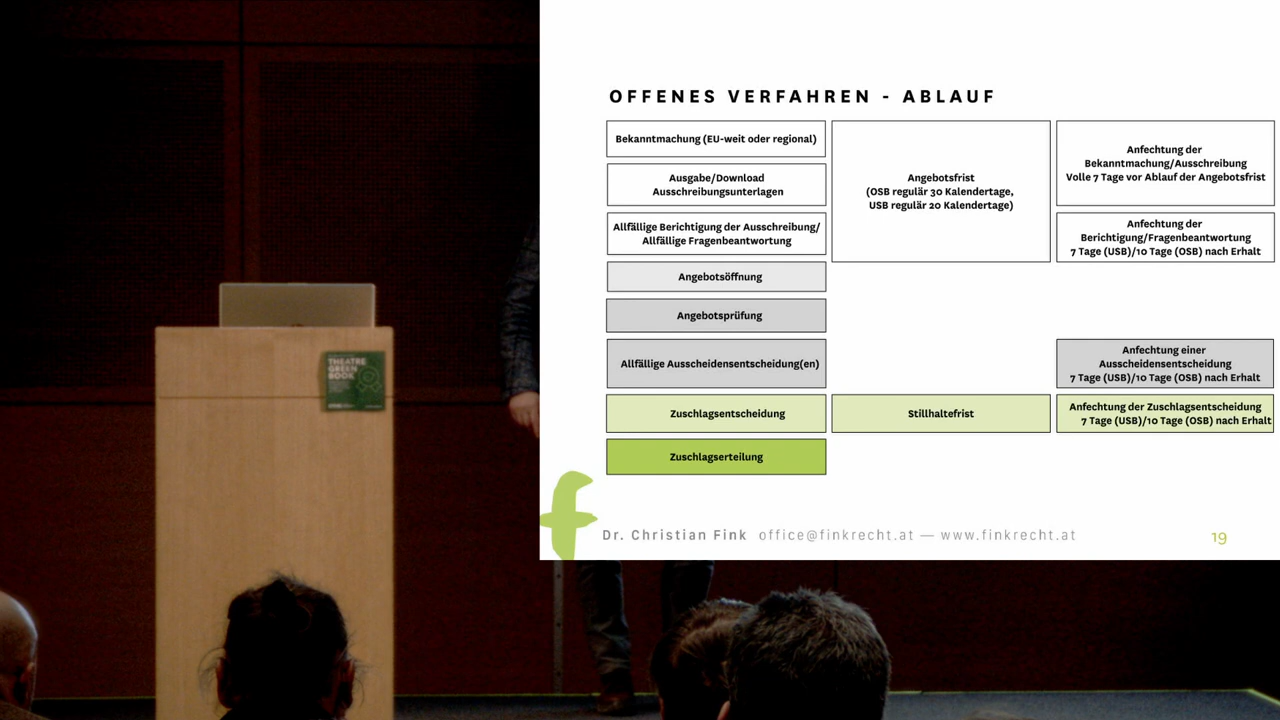 OFFENES VERFAHREN - ABLAUF
Bekanntmachung (EU-weit oder regional)
Ausgabe/Download
Ausschreibungsunterlagen
Allfällige Berichtigung der Ausschreibung/
Allfällige Fragenbeantwortung
Angebotsöffnung
Angebotsprüfung
Allfällige Ausscheidensentscheidung(en)
Zuschlagsentscheidung
Zuschlagserteilung
Angebotsfrist
(OSB regulär 30 Kalendertage,
USB regulär 20 Kalendertage)
Stillhaltefrist
Anfechtung der
Bekanntmachung/Ausschreibung
Volle 7 Tage vor Ablauf der Angebotsfrist
Anfechtung der
Berichtigung/Fragenbeantwortung
7 Tage (USB)/10 Tage (OSB) nach Erhalt
Anfechtung einer
Ausscheidensentscheidung
7 Tage (USB)/10 Tage (OSB) nach Erhalt
Anfechtung der Zuschlagsentscheidung
7 Tage (USB)/10 Tage (OSB) nach Erhalt
f
Dr. Christian Fink office@finkrecht.at — www.finkrecht.at
19
THEATRE
GREEN
BOOK